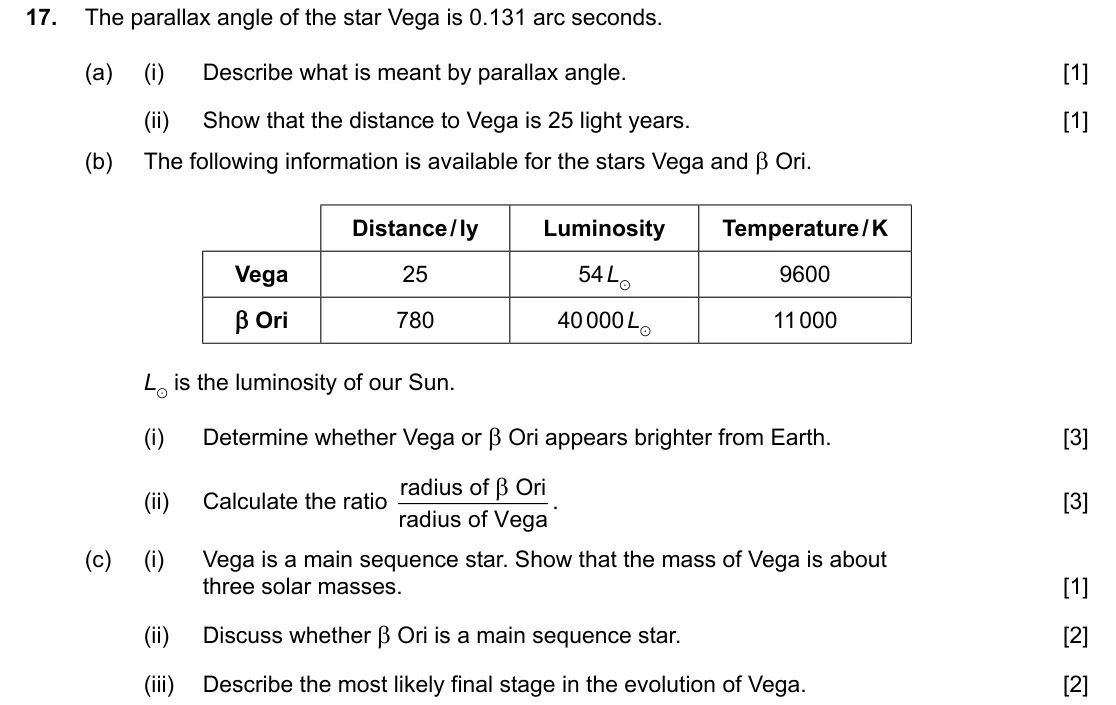 17. The parallax angle of the star Vega is 0.131 arc seconds.
(a) (i) Describe what is meant by parallax angle. [1]
(ii) Show that the distance to Vega is 25 light years. [1]
(b) The following information is available for the stars Vega and β Ori.
Distance/ly Luminosity Temperature/K
Vega 25 54 L⊙ 9600
β Ori 780 40 000 L⊙ 11 000
L⊙ is the luminosity of our Sun.
(i) Determine whether Vega or β Ori appears brighter from Earth. [3]
(ii) Calculate the ratio radius of β Ori / radius of Vega . [3]
(c) (i) Vega is a main sequence star. Show that the mass of Vega is about
three solar masses. [1]
(ii) Discuss whether β Ori is a main sequence star. [2]
(iii) Describe the most likely final stage in the evolution of Vega. [2]